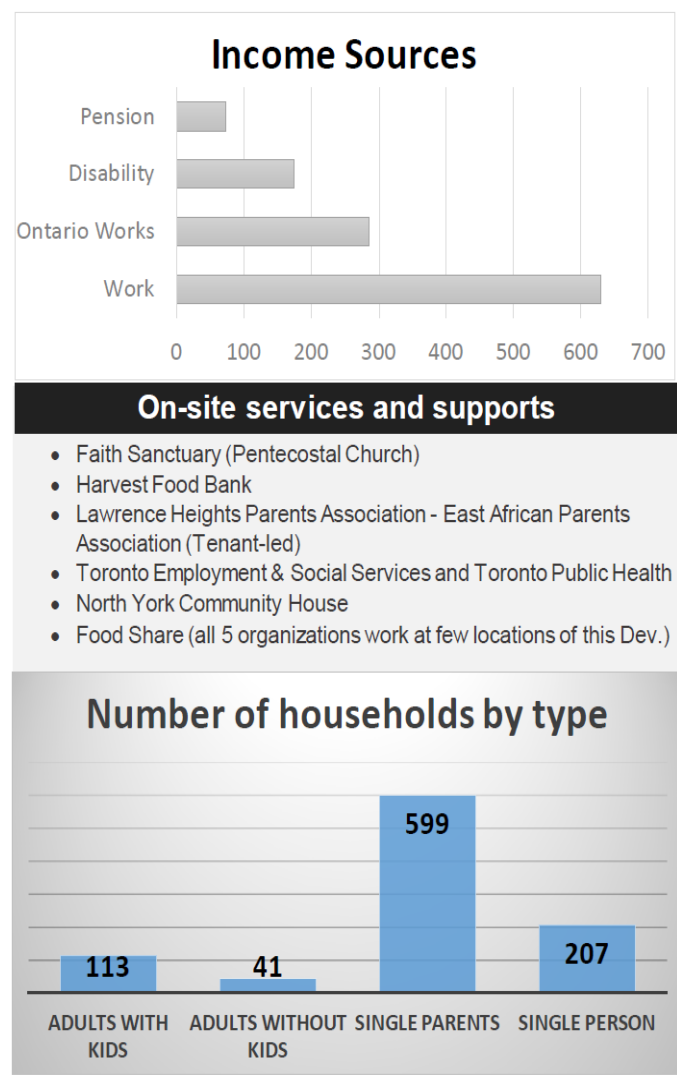 Income Sources
Pension
Disability
Ontario Works
Work
0 100 200 300 400 500 600 700
On-site services and supports
• Faith Sanctuary (Pentecostal Church)
• Harvest Food Bank
• Lawrence Heights Parents Association - East African Parents
Association (Tenant-led)
• Toronto Employment & Social Services and Toronto Public Health
• North York Community House
• Food Share (all 5 organizations work at few locations of this Dev.)
Number of households by type
113 41 599 207
ADULTS WITH ADULTS WITHOUT SINGLE PARENTS SINGLE PERSON
KIDS KIDS